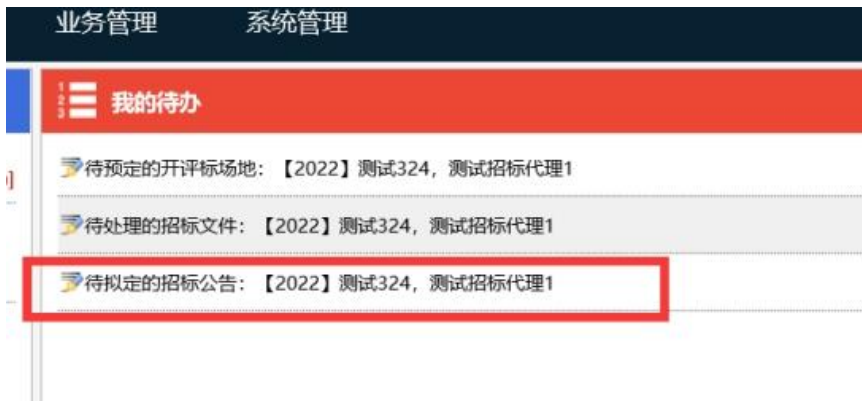 业务管理 系统管理
我的待办
待预定的开评标场地：【2022】测试324，测试招标代理1
待处理的招标文件：【2022】测试324，测试招标代理1
待拟定的招标公告：【2022】测试324，测试招标代理1